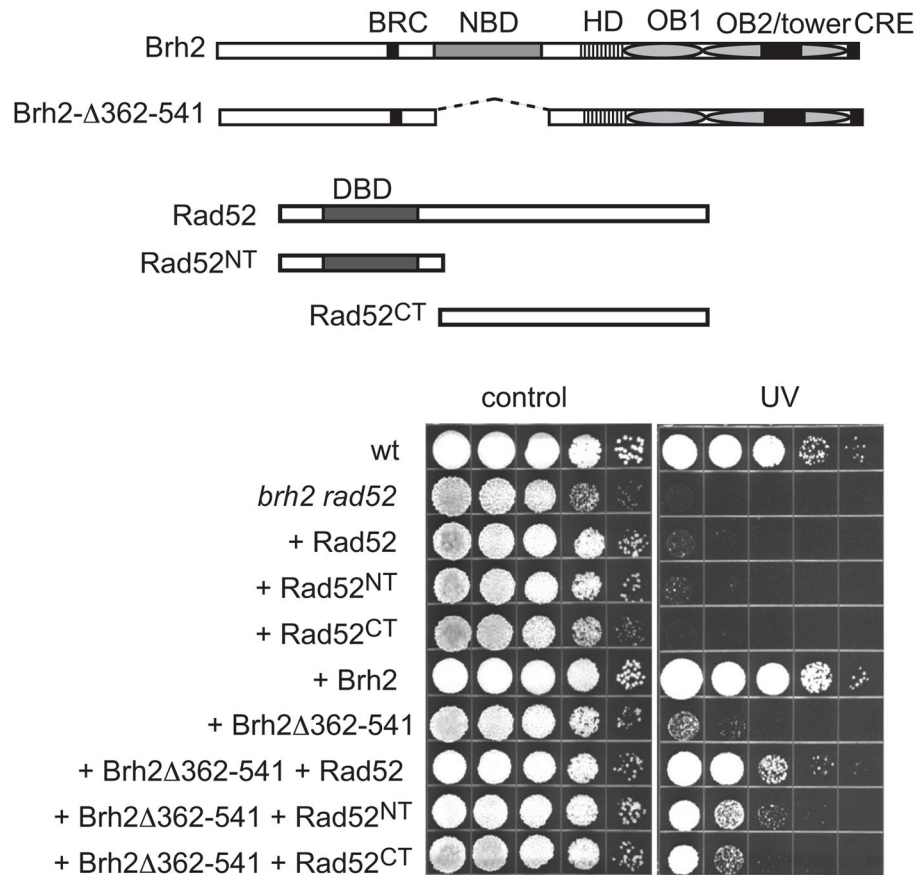 BRC NBD HD OB1 OB2/tower CRE
Brh2
Brh2-Δ362-541
DBD
Rad52
Rad52NT
Rad52CT
control UV
wt
brh2 rad52
+ Rad52
+ Rad52NT
+ Rad52CT
+ Brh2
+ Brh2Δ362-541
+ Brh2Δ362-541 + Rad52
+ Brh2Δ362-541 + Rad52NT
+ Brh2Δ362-541 + Rad52CT